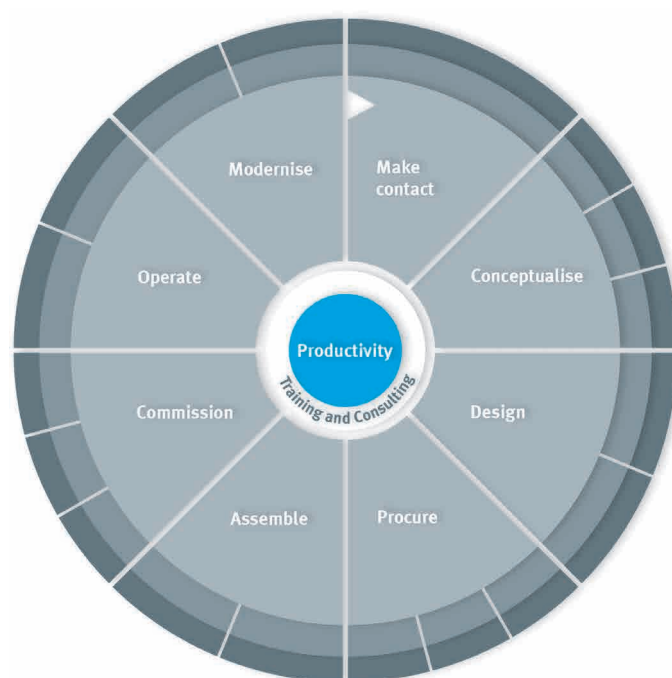 Modernise
Make
contact
Operate
Conceptualise
Productivity
Training and Consulting
Commission
Design
Assemble
Procure